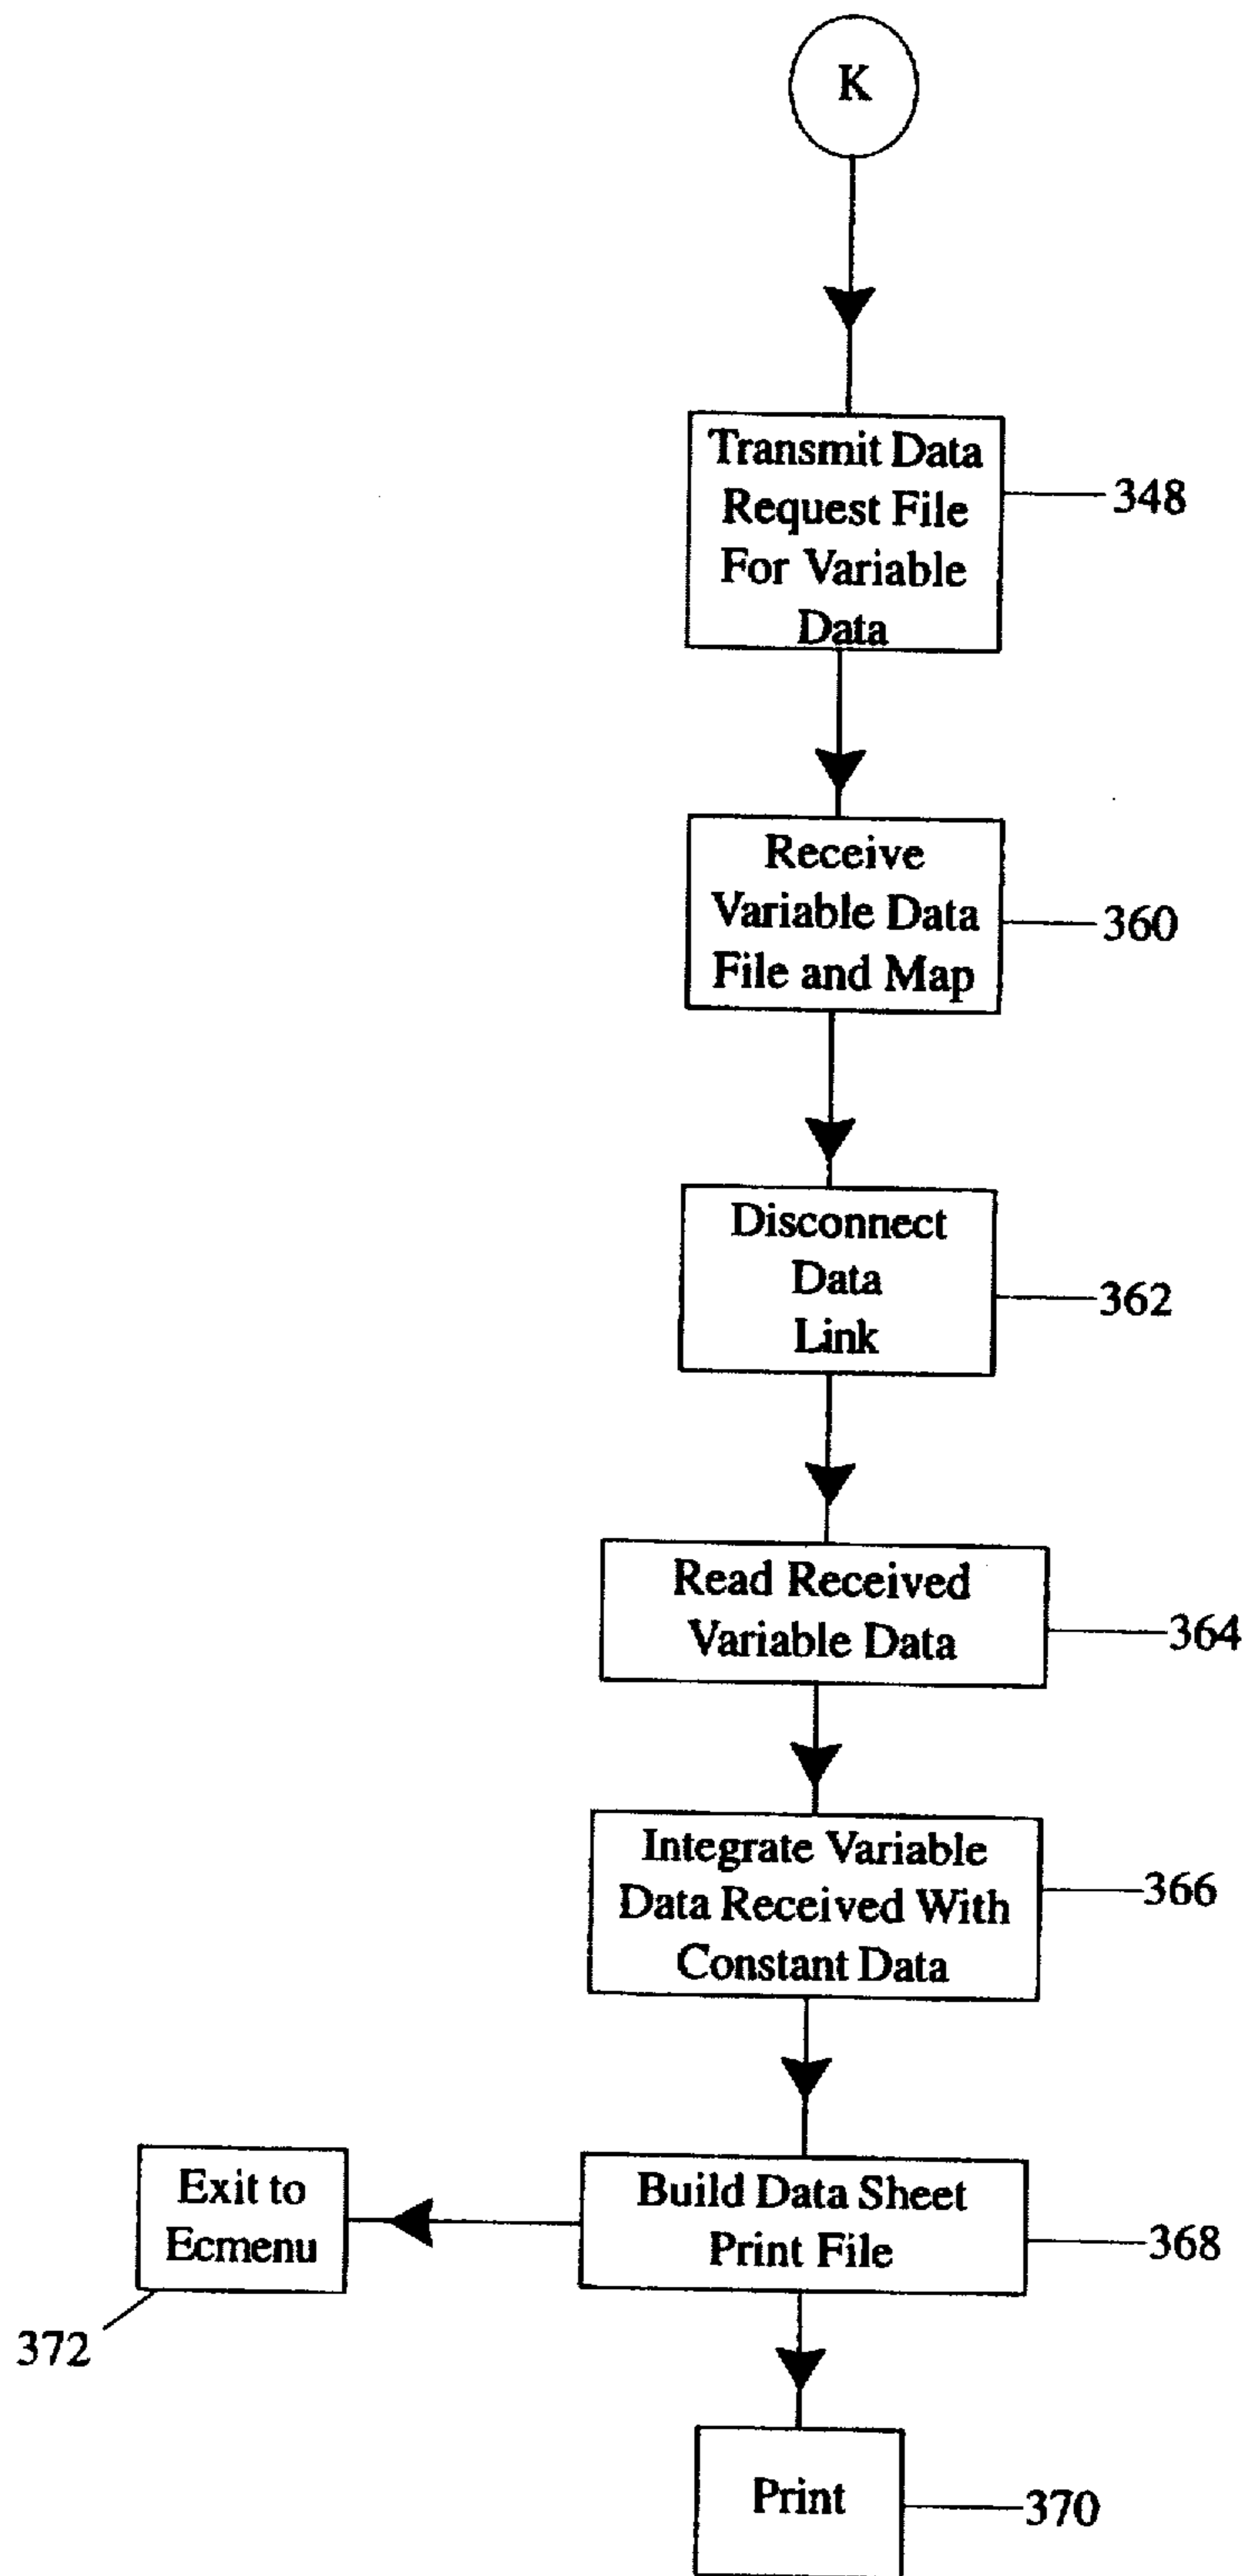 K
Transmit Data
Request File
For Variable
Data
348
Receive
Variable Data
File and Map
360
Disconnect
Data
Link
362
Read Received
Variable Data
364
Integrate Variable
Data Received With
Constant Data
366
Exit to
Ecmenu
372
Build Data Sheet
Print File
368
Print
370